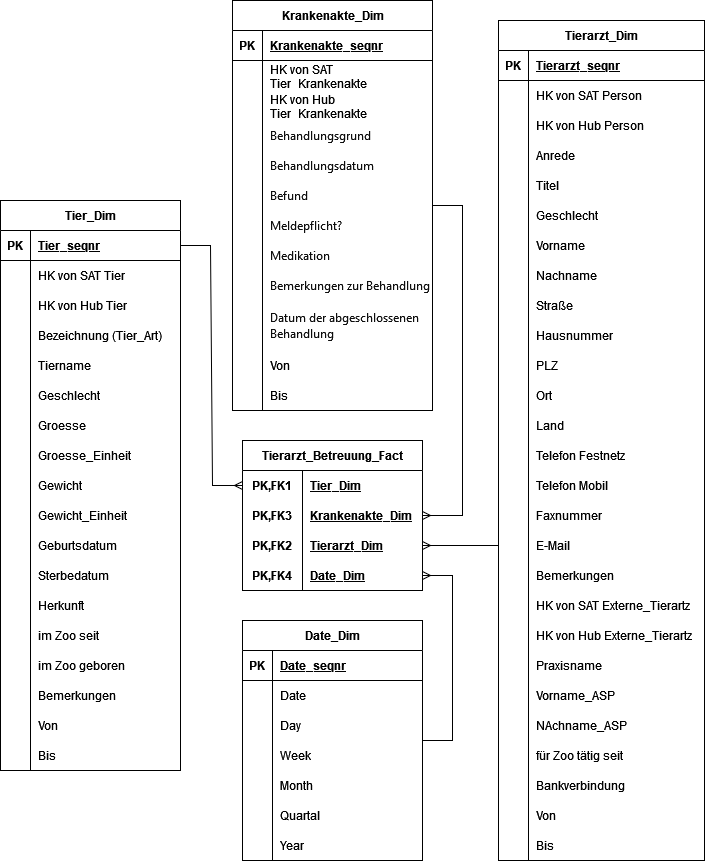 Krankenakte_Dim
PK Krankenakte_seqnr
HK von SAT
Tier Krankenakte
HK von Hub
Tier Krankenakte
Behandlungsgrund
Behandlungsdatum
Befund
Meldepflicht?
Medikation
Bemerkungen zur Behandlung
Datum der abgeschlossenen
Behandlung
Von
Bis
Tierarzt_Dim
PK Tierarzt_seqnr
HK von SAT Person
HK von Hub Person
Anrede
Titel
Geschlecht
Vorname
Nachname
Straße
Hausnummer
PLZ
Ort
Land
Telefon Festnetz
Telefon Mobil
Faxnummer
E-Mail
Bemerkungen
HK von SAT Externe_Tierartz
HK von Hub Externe_Tierartz
Praxisname
Vorname_ASP
NAchname_ASP
für Zoo tätig seit
Bankverbindung
Von
Bis
Tier_Dim
PK Tier_seqnr
HK von SAT Tier
HK von Hub Tier
Bezeichnung (Tier_Art)
Tiername
Geschlecht
Groesse
Groesse_Einheit
Gewicht
Gewicht_Einheit
Geburtsdatum
Sterbedatum
Herkunft
im Zoo seit
im Zoo geboren
Bemerkungen
Von
Bis
Tierarzt_Betreuung_Fact
PK,FK1 Tier_Dim
PK,FK3 Krankenakte_Dim
PK,FK2 Tierarzt_Dim
PK,FK4 Date_Dim
Date_Dim
PK Date_seqnr
Date
Day
Week
Month
Quartal
Year